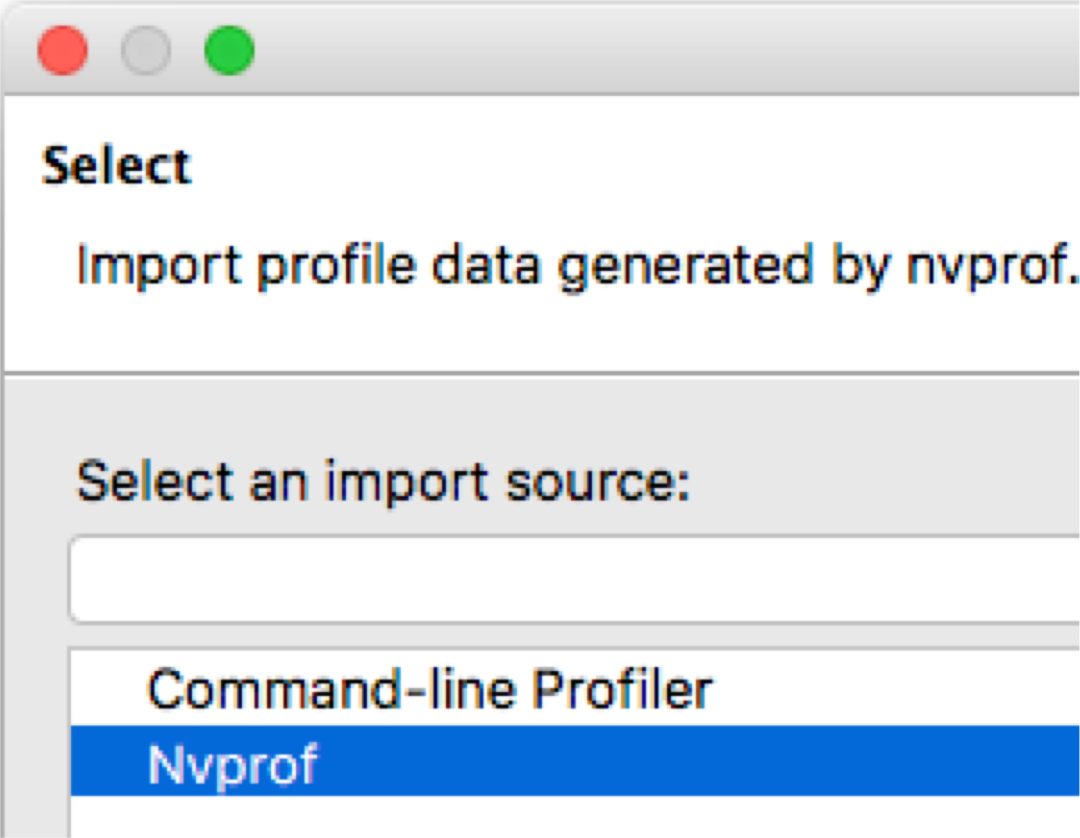 Select
Import profile data generated by nvprof.
Select an import source:
Command-line Profiler
Nvprof